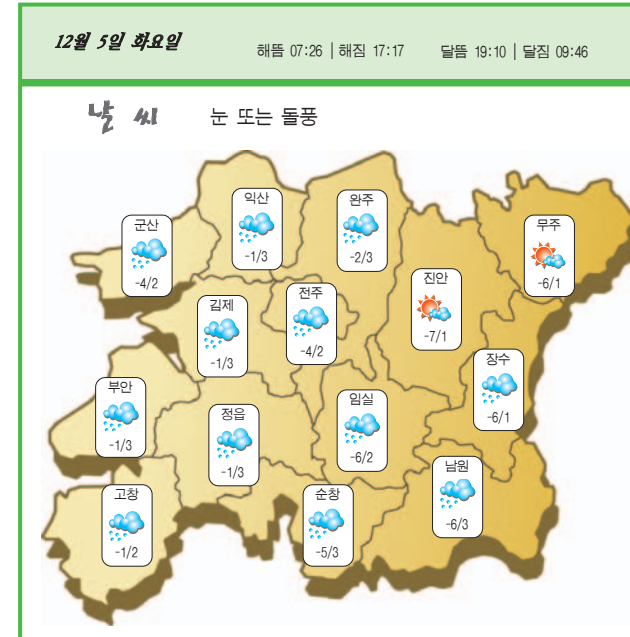 12월 5일 화요일
해뜸 07:26 | 해짐 17:17 달뜸 19:10 | 달짐 09:46
날씨 눈 또는 돌풍
익산
-1/3
완주
-2/3
군산
-4/2
무주
-6/1
진안
-7/1
전주
-4/2
김제
-1/3
장수
-6/1
부안
-1/3
임실
-6/2
정읍
-1/3
남원
-6/3
고창
-1/2
순창
-5/3